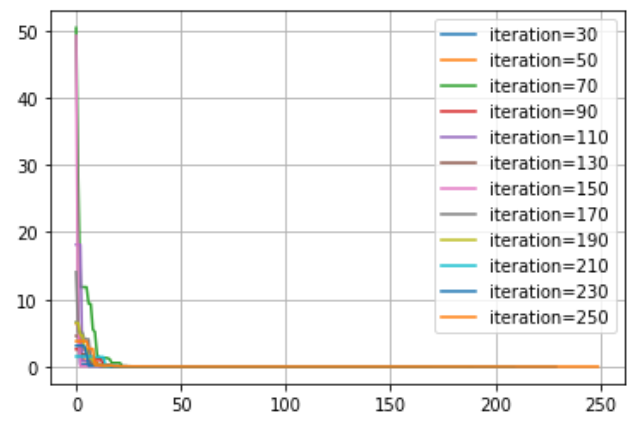 50
40
30
20
10
0
0 50 100 150 200 250
iteration=30
iteration=50
iteration=70
iteration=90
iteration=110
iteration=130
iteration=150
iteration=170
iteration=190
iteration=210
iteration=230
iteration=250